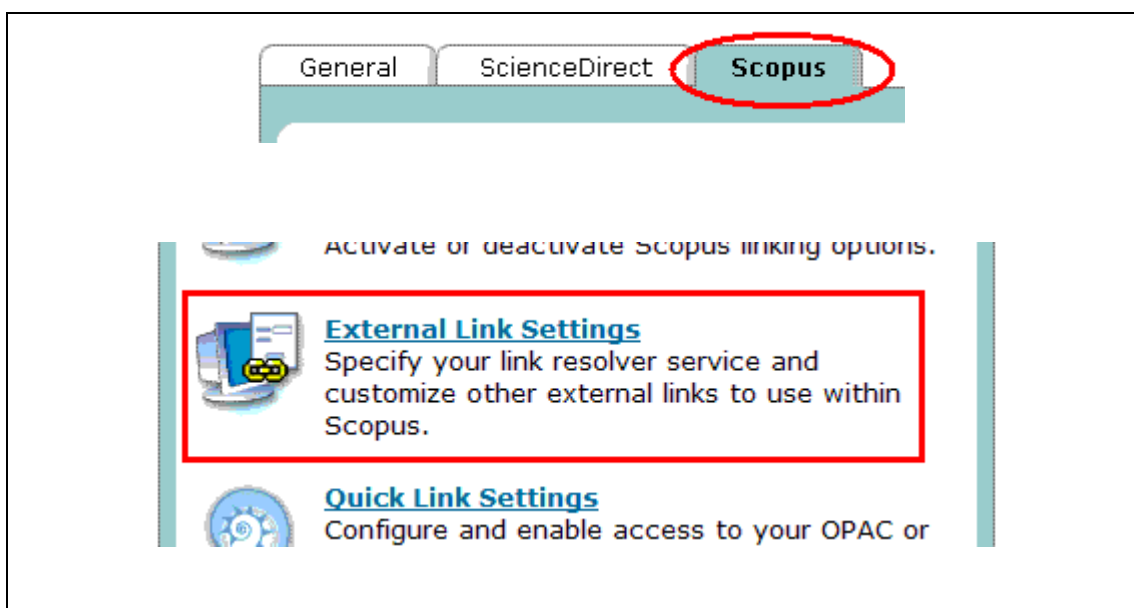 General ScienceDirect Scopus
Activate or deactivate Scopus linking options.
External Link Settings
Specify your link resolver service and
customize other external links to use within
Scopus.
Quick Link Settings
Configure and enable access to your OPAC or